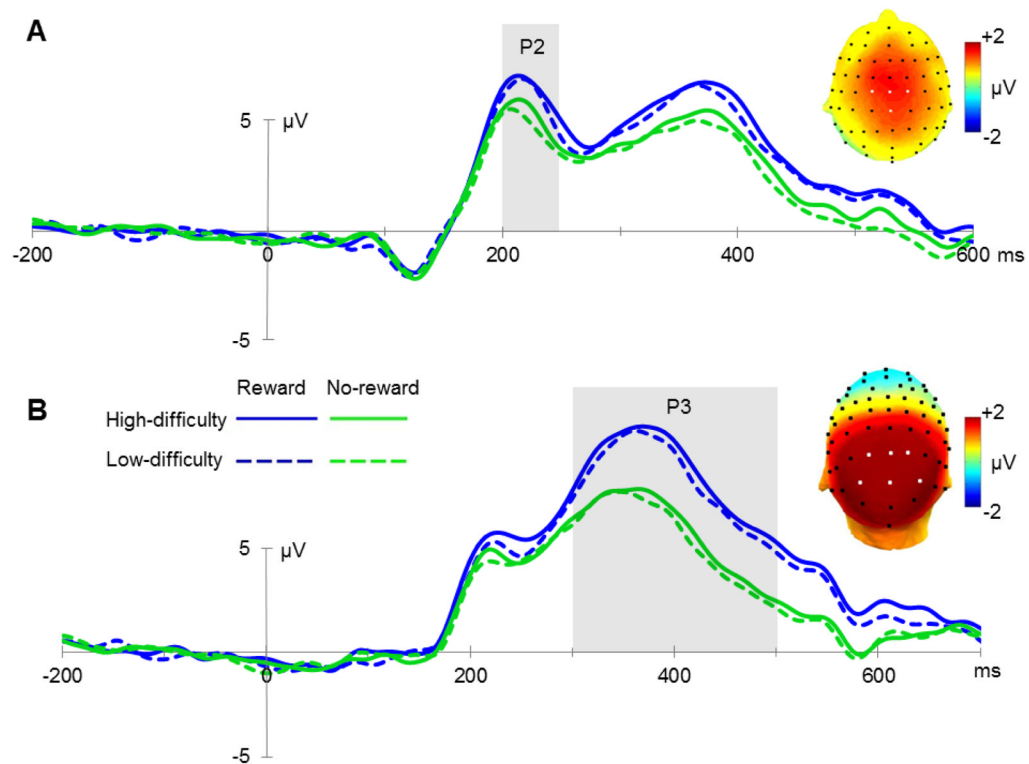 A
P2
+2
µV
-2
5
µV
-200
0
200
400
600 ms
-5
B
Reward No-reward
High-difficulty
Low-difficulty
P3
+2
µV
-2
5
µV
-200
0
200
400
600
ms
-5